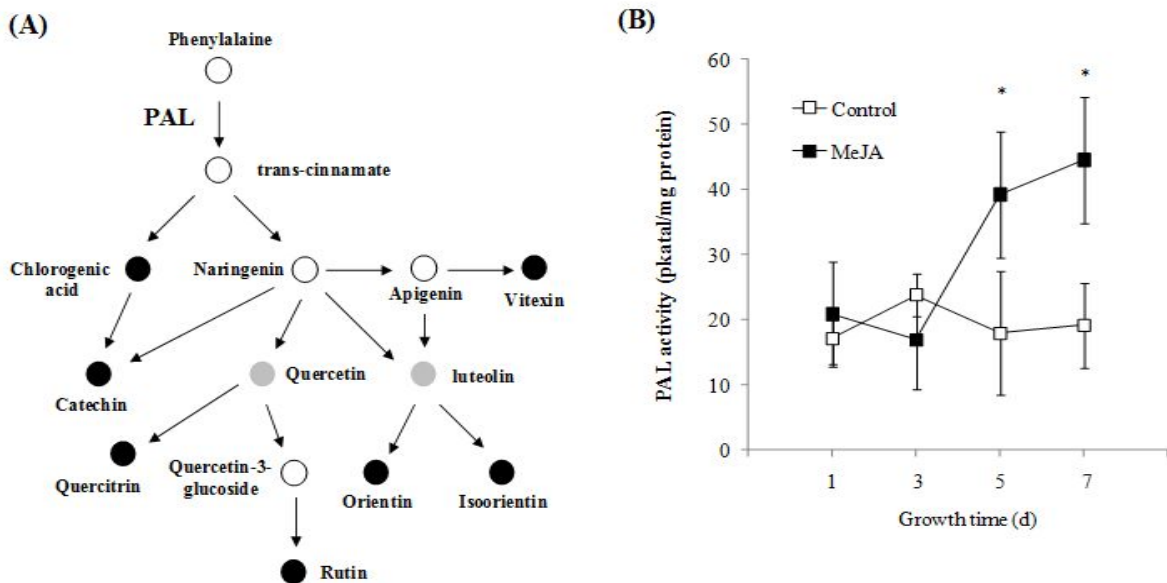 (A)
Phenylalaine
PAL
trans-cinnamate
Chlorogenic
acid
Naringenin
Apigenin
Vitexin
Catechin
Quercetin
luteolin
Quercitrin
Quercetin-3-
glucoside
Orientin
Isoorientin
Rutin
(B)
PAL activity (pkatal/mg protein)
60
50
40
30
20
10
0
Control
MeJA
*
*
1 3 5 7
Growth time (d)